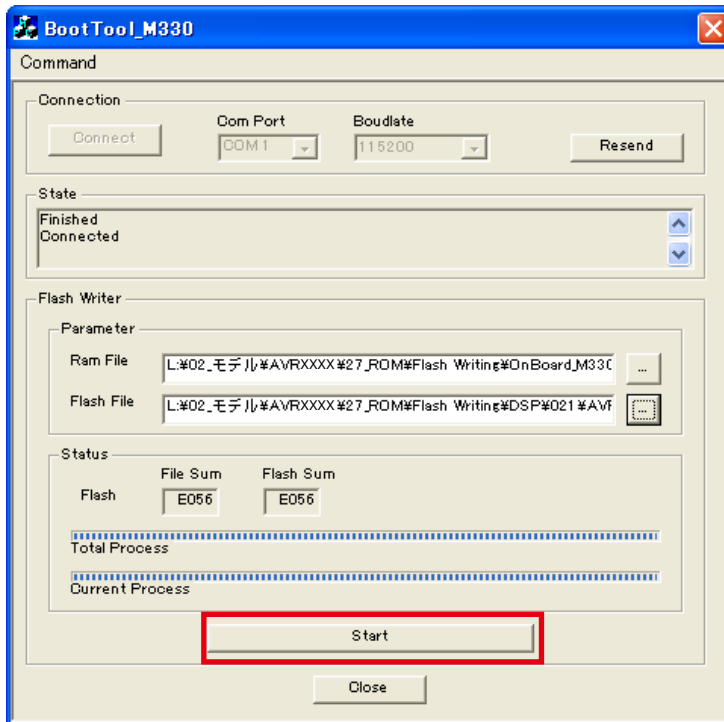 BootTool_M330
Command
Connection
Connect
Com Port
COM1
Boudlate
115200
Resend
State
Finished
Connected
Flash Writer
Parameter
Ram File
L:¥02_モデル¥AVRXXXX¥27_ROM¥Flash Writing¥OnBoard_M330
...
Flash File
L:¥02_モデル¥AVRXXXX¥27_ROM¥Flash Writing¥DSP¥021¥AVR
...
Status
File Sum
Flash Sum
Flash
E056
E056
Total Process
Current Process
Start
Close